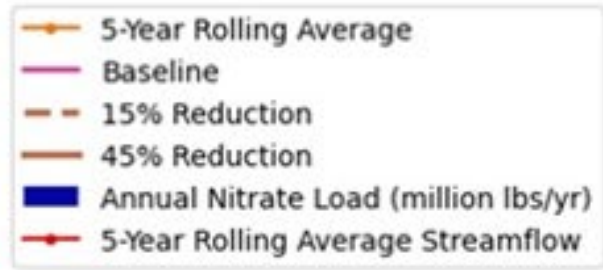 5-Year Rolling Average
Baseline
15% Reduction
45% Reduction
Annual Nitrate Load (million lbs/yr)
5-Year Rolling Average Streamflow